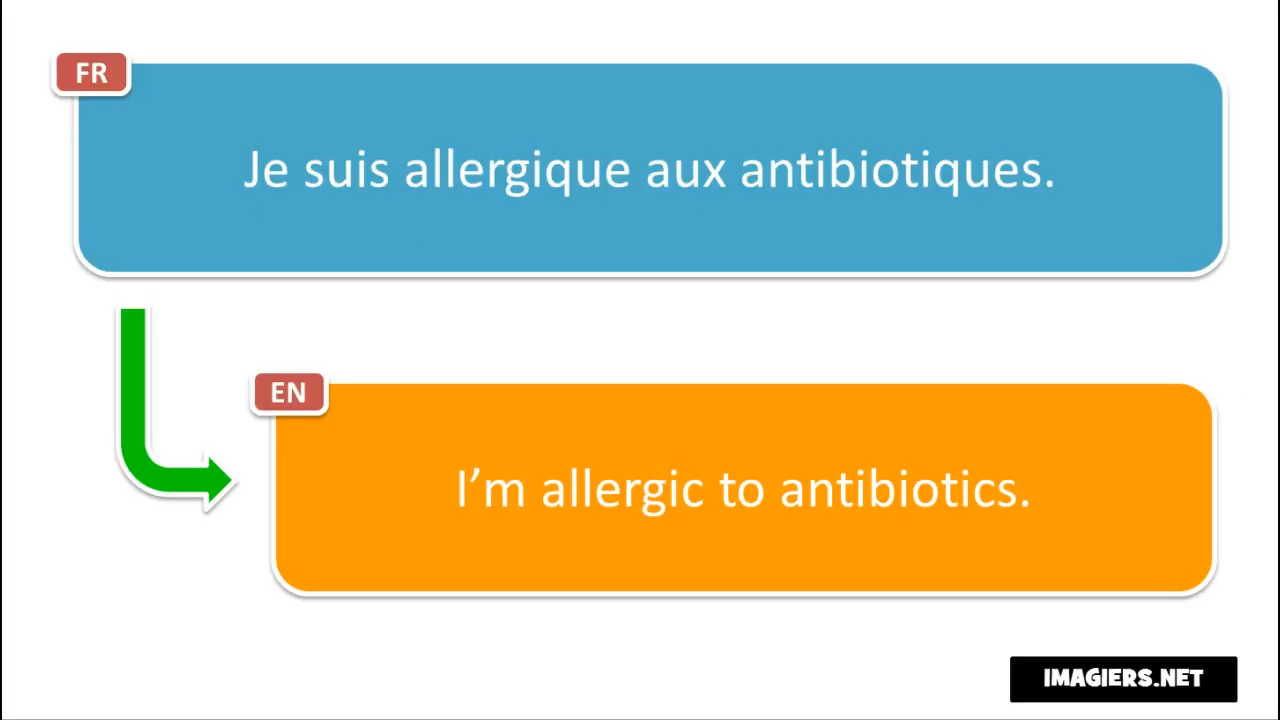 FR
Je suis allergique aux antibiotiques.
EN
I’m allergic to antibiotics.
IMAGIERS.NET